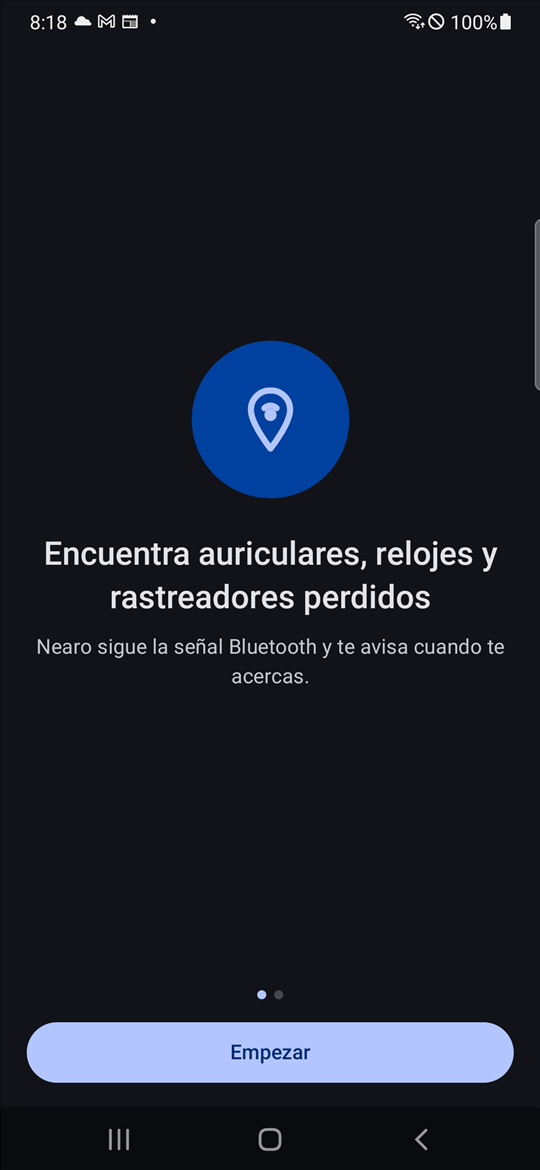 8:18
100%
Encuentra auriculares, relojes y
rastreadores perdidos
Nearo sigue la señal Bluetooth y te avisa cuando te
acercas.
Empezar